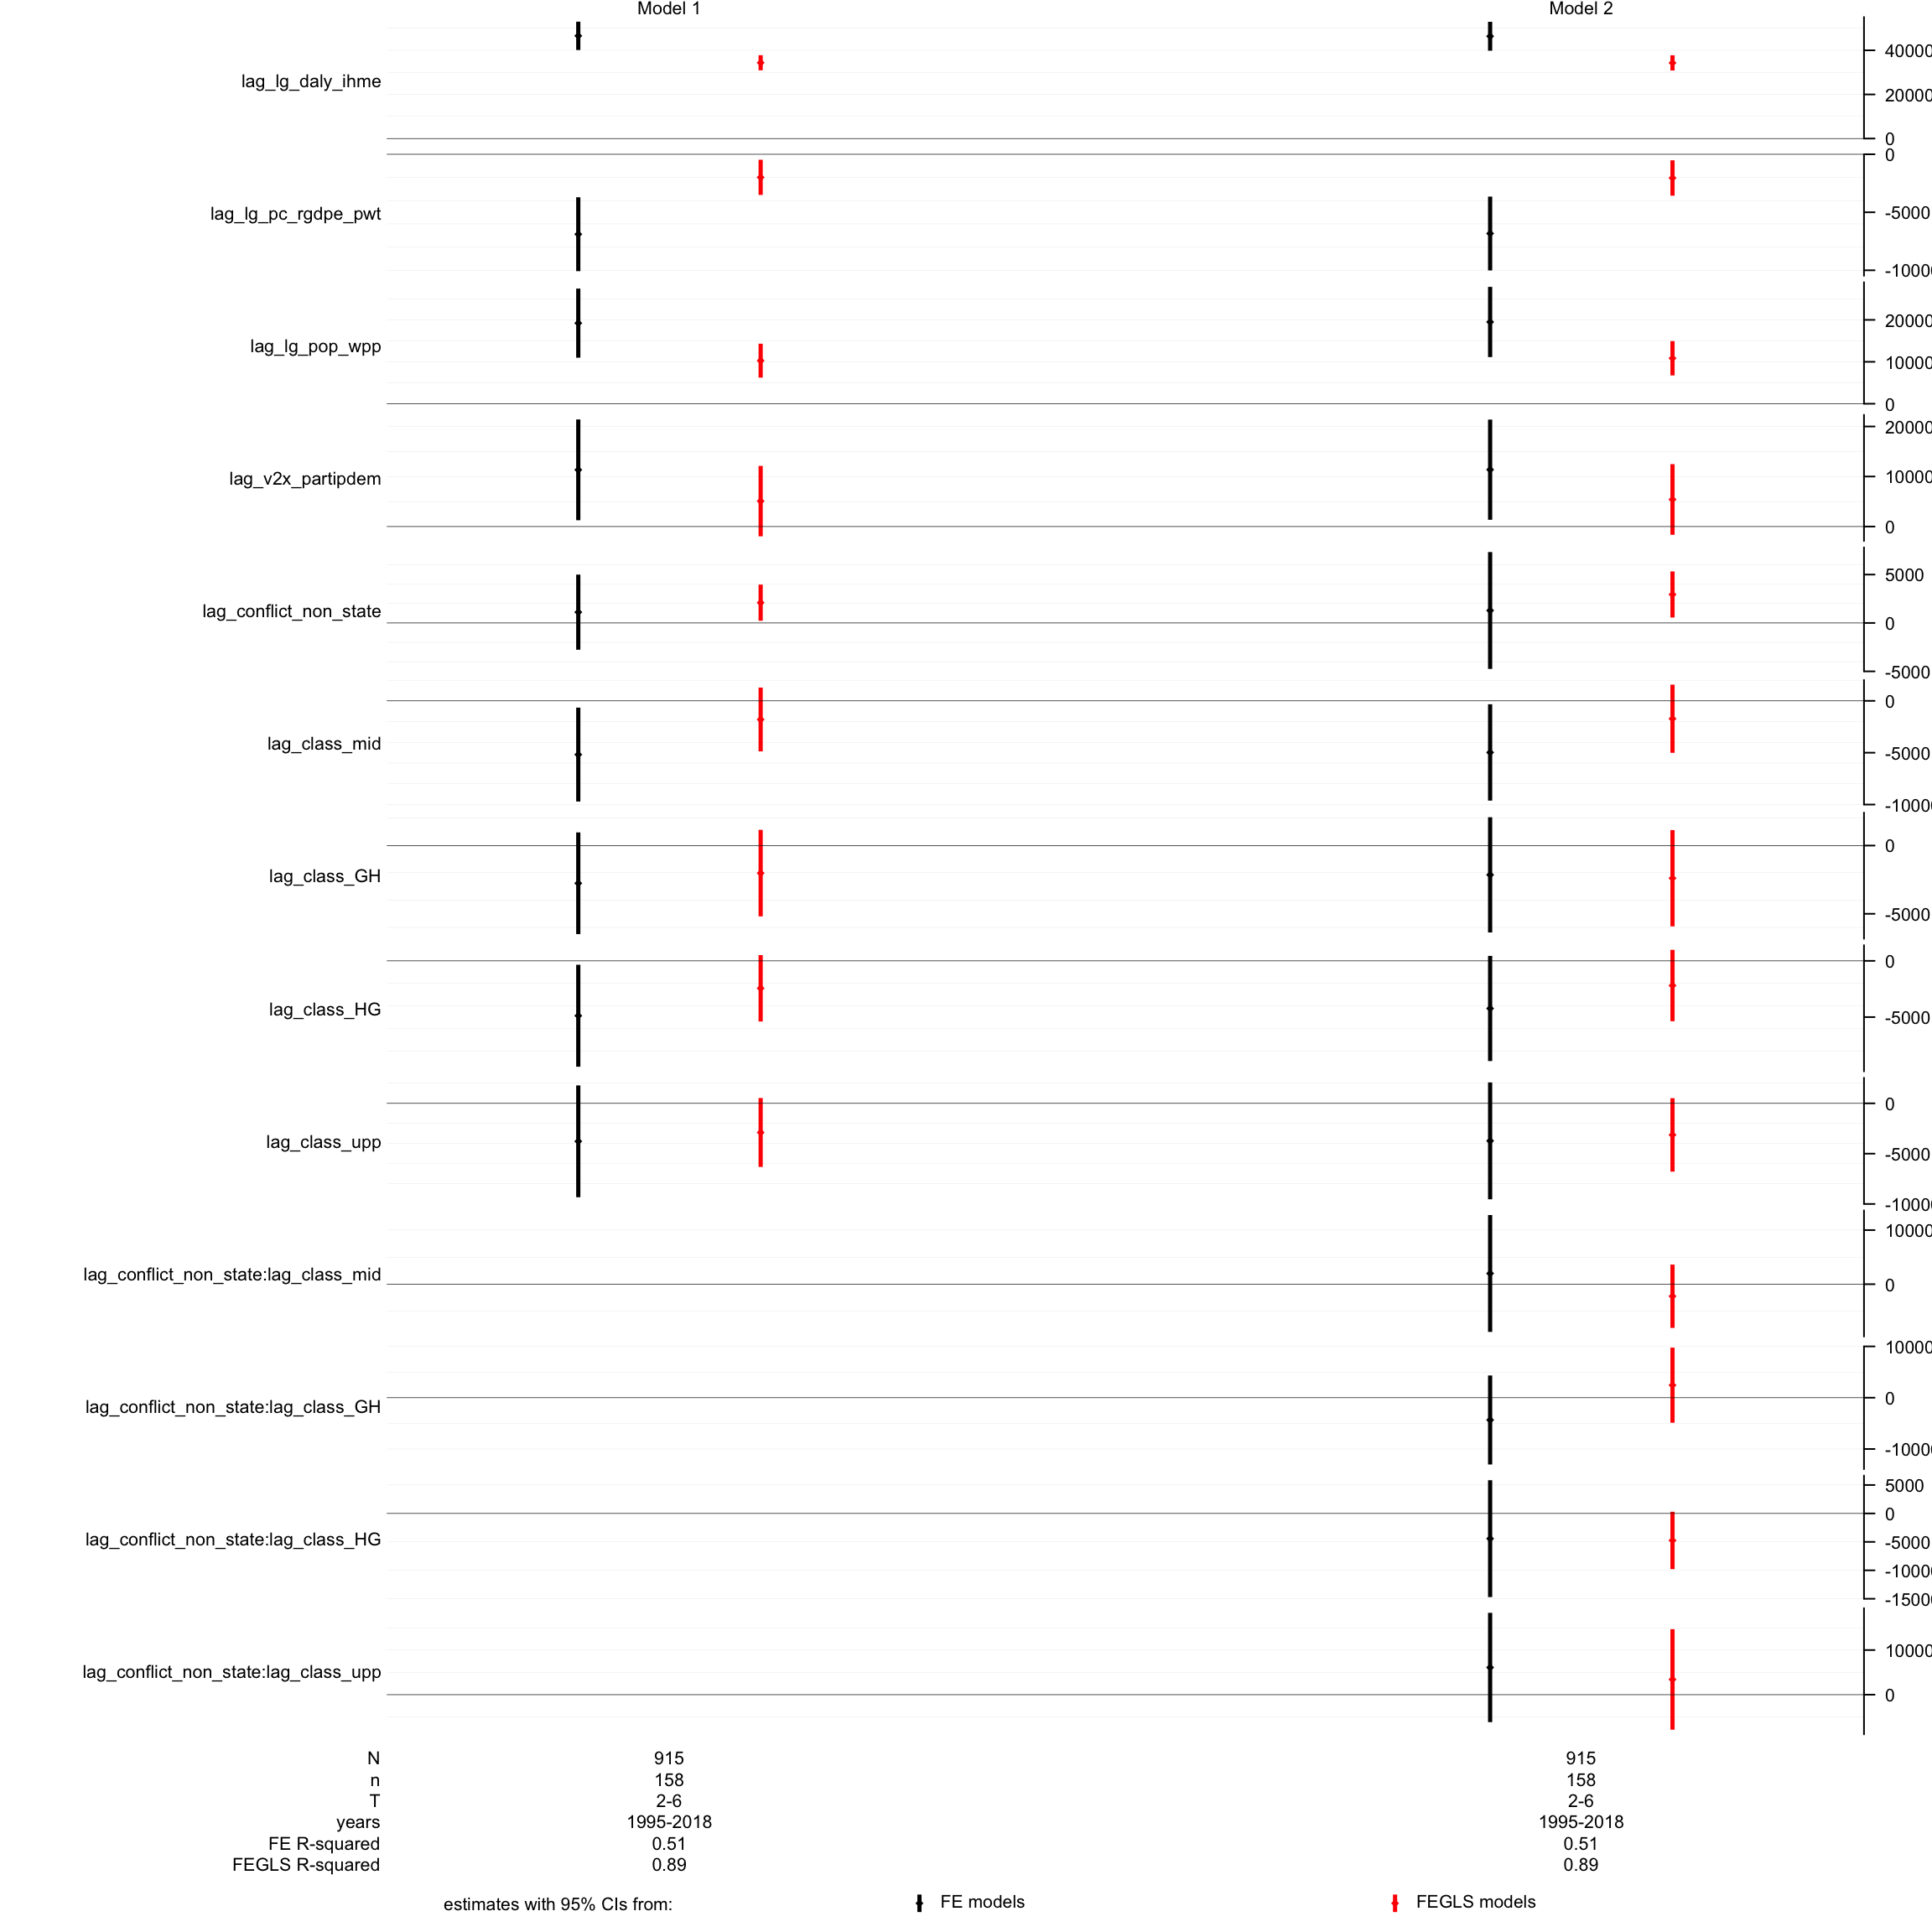 Model 1 Model 2
lag_lg_daly_ihme
40000
20000
0
lag_lg_pc_rgdpe_pwt
0
-5000
-10000
lag_lg_pop_wpp
20000
10000
0
lag_v2x_partipdem
20000
10000
0
lag_conflict_non_state
5000
0
-5000
lag_class_mid
0
-5000
-10000
lag_class_GH
0
-5000
lag_class_HG
0
-5000
lag_class_upp
0
-5000
-10000
lag_conflict_non_state:lag_class_mid
10000
0
lag_conflict_non_state:lag_class_GH
10000
0
-10000
lag_conflict_non_state:lag_class_HG
5000
0
-5000
-10000
-15000
lag_conflict_non_state:lag_class_upp
10000
0
N 915 915
n 158 158
T 2-6 2-6
years 1995-2018 1995-2018
FE R-squared 0.51 0.51
FEGLS R-squared 0.89 0.89
estimates with 95% CIs from: FE models FEGLS models